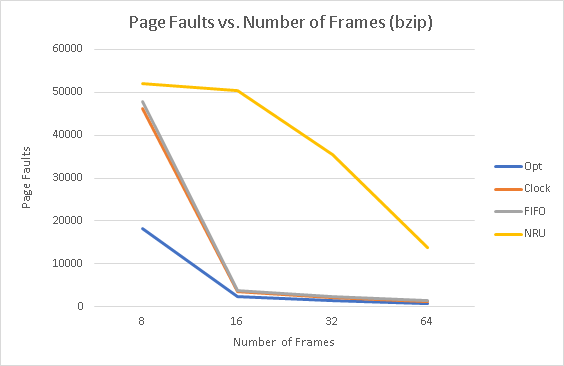 Page Faults vs. Number of Frames (bzip)
60000
50000
40000
30000
20000
10000
0
Page Faults
8 16 32 64
Number of Frames
Opt
Clock
FIFO
NRU